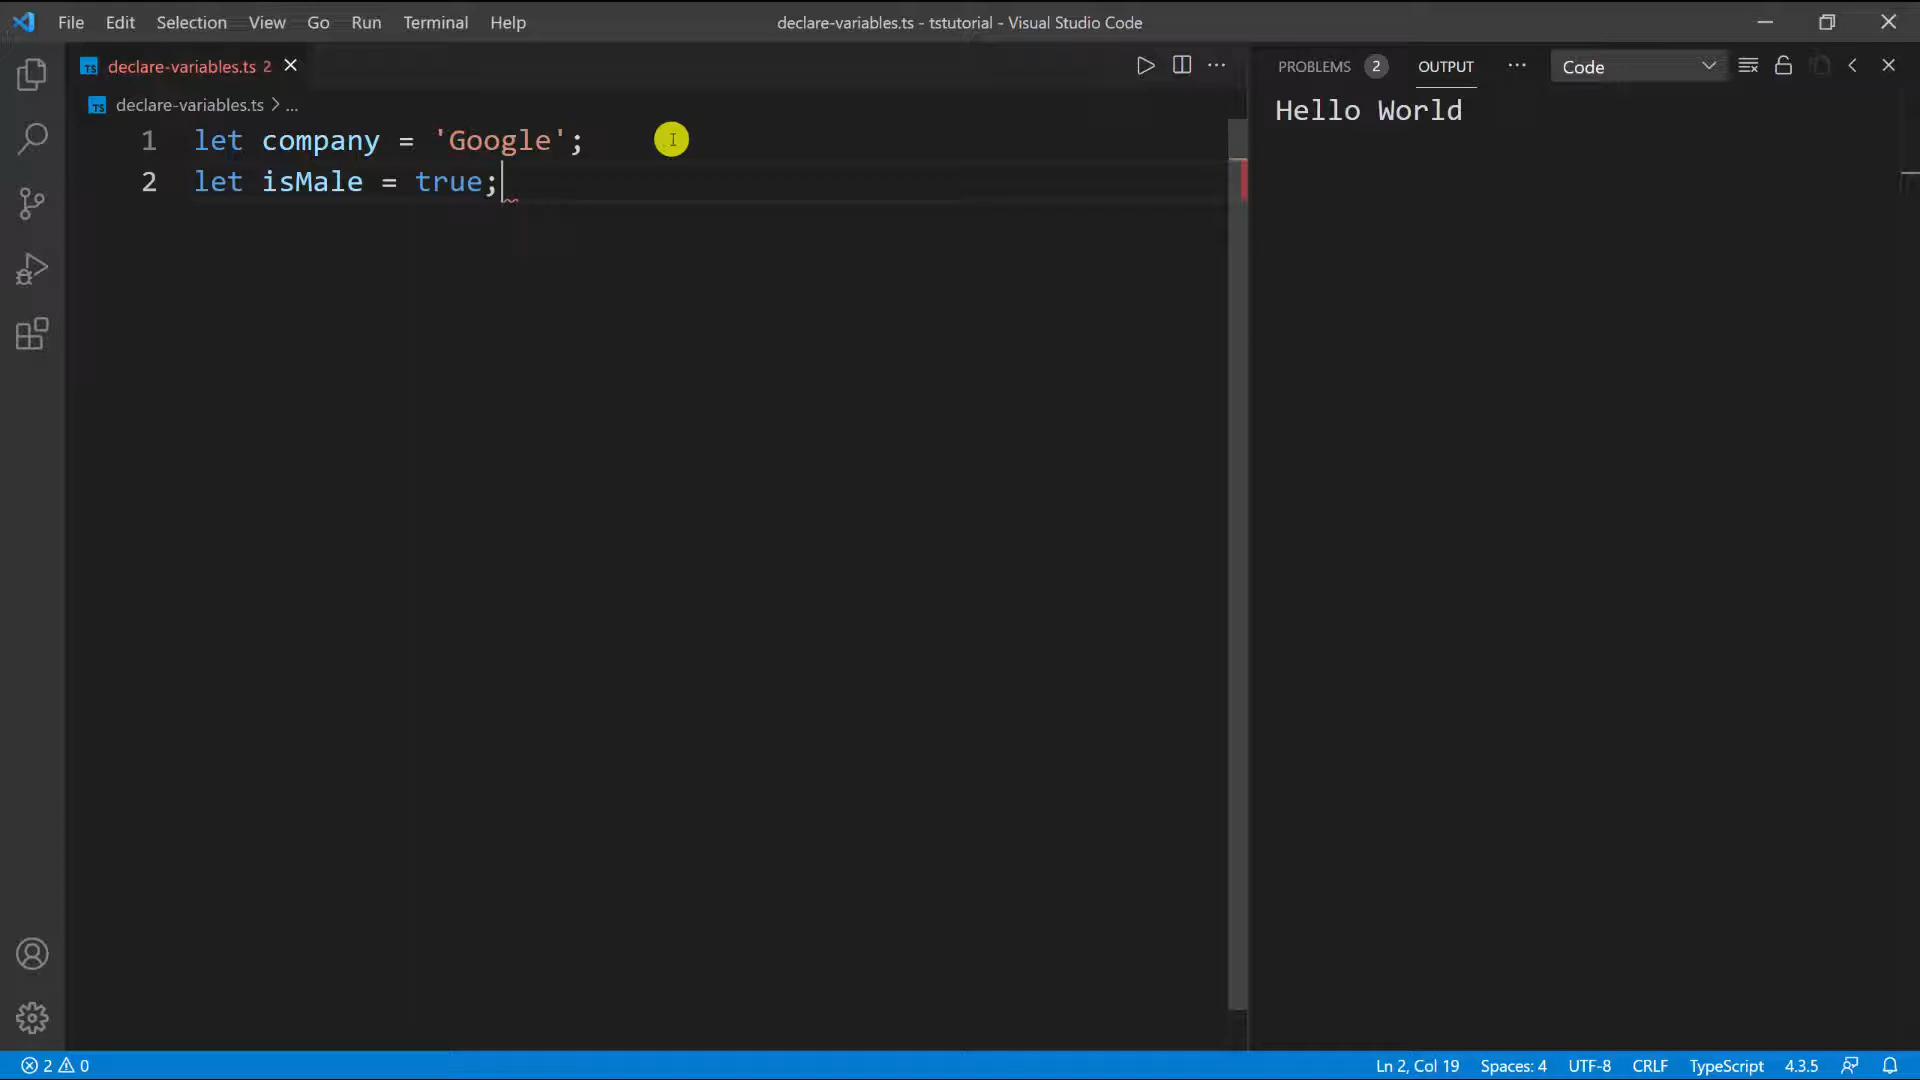 File Edit Selection View Go Run Terminal Help declare-variables.ts - tstutorial - Visual Studio Code
TS declare-variables.ts 2
PROBLEMS 2 OUTPUT ··· Code
TS declare-variables.ts > ...
Hello World
1 let company = 'Google';
2 let isMale = true;
2 0 Ln 2, Col 19 Spaces: 4 UTF-8 CRLF TypeScript 4.3.5